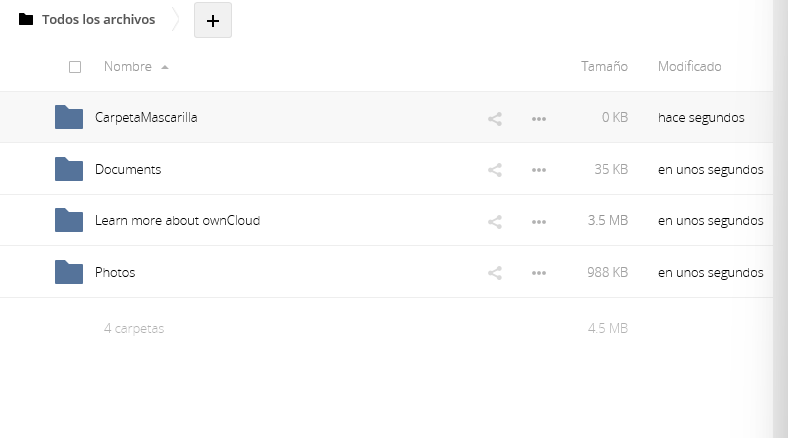 Todos los archivos +
Nombre Tamaño Modificado
CarpetaMascarilla 0 KB hace segundos
Documents 35 KB en unos segundos
Learn more about ownCloud 3.5 MB en unos segundos
Photos 988 KB en unos segundos
4 carpetas 4.5 MB